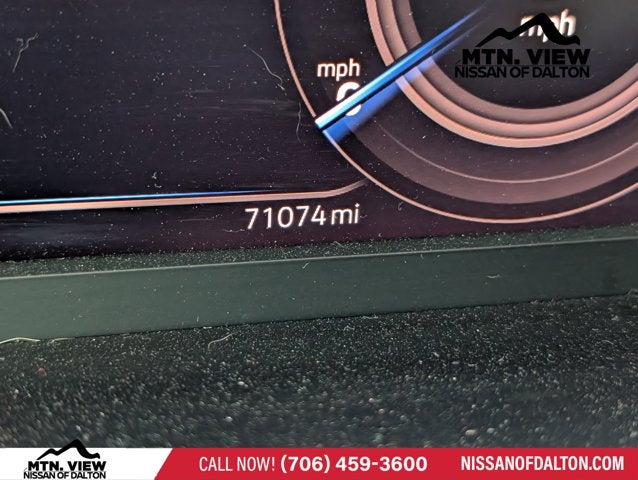 mph
MTN. VIEW
NISSAN OF DALTON
mph
0
71074 mi
MTN. VIEW
NISSAN OF DALTON
CALL NOW! (706) 459-3600
NISSANOFDALTON.COM